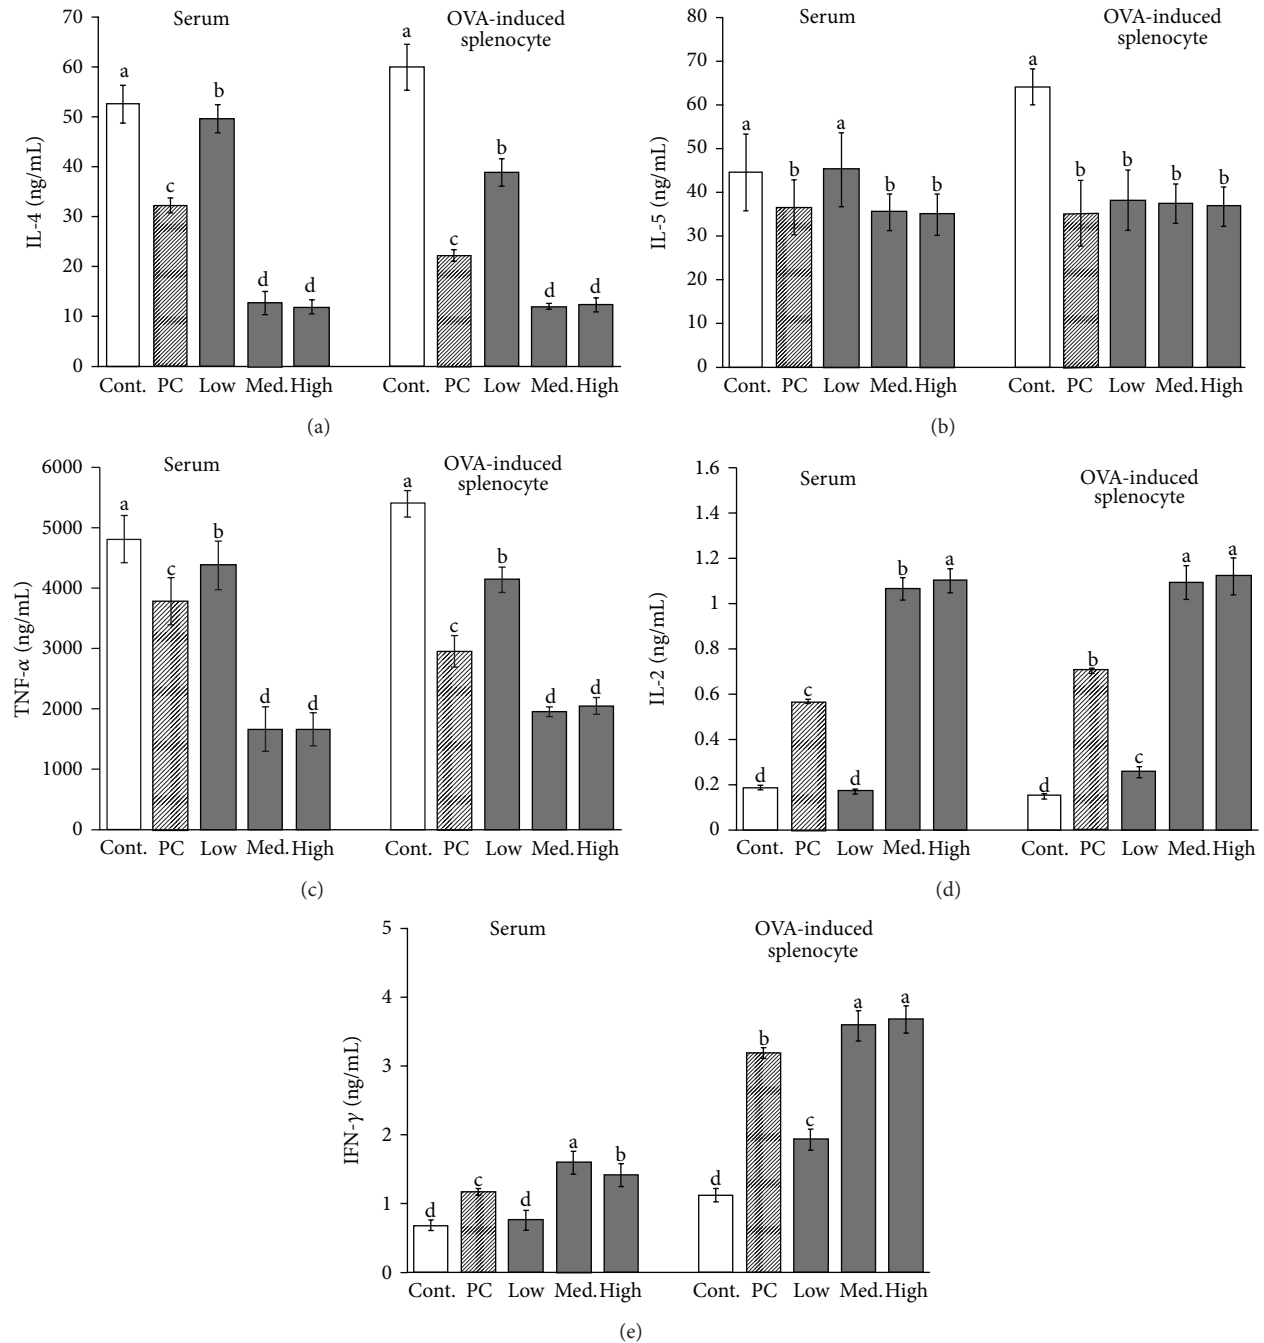 Serum
OVA-induced
splenocyte
IL-4 (ng/mL)
70
60
50
40
30
20
10
0
a
c
b
d
d
a
c
b
d
d
Cont. PC Low Med. High
Cont. PC Low Med. High
(a)
OVA-induced
splenocyte
IL-5 (ng/mL)
80
70
60
50
40
30
20
10
0
a
b
a
b
b
a
b
b
b
b
Cont. PC Low Med. High
Cont. PC Low Med. High
(b)
Serum
OVA-induced
splenocyte
TNF-α (ng/mL)
6000
5000
4000
3000
2000
1000
0
a
c
b
d
d
a
c
b
d
d
Cont. PC Low Med. High
Cont. PC Low Med. High
(c)
Serum
OVA-induced
splenocyte
IL-2 (ng/mL)
1.6
1.4
1.2
1
0.8
0.6
0.4
0.2
0
d
c
d
b
a
d
b
c
a
a
Cont. PC Low Med. High
Cont. PC Low Med. High
(d)
Serum
OVA-induced
splenocyte
IFN-γ (ng/mL)
5
4
3
2
1
0
d
c
d
a
b
d
b
c
a
a
Cont. PC Low Med. High
Cont. PC Low Med. High
(e)